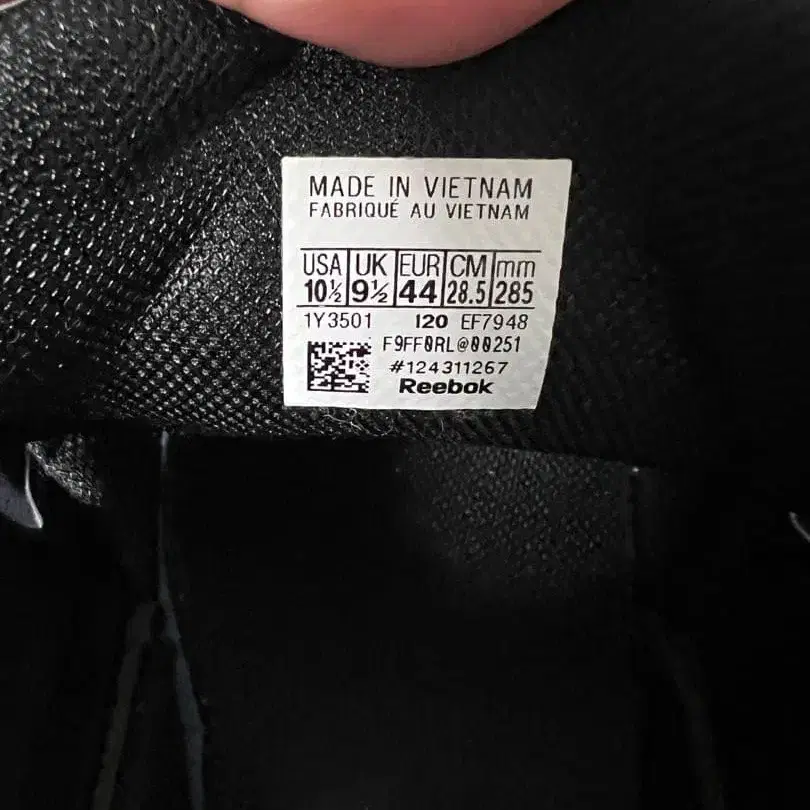 MADE IN VIETNAM
FABRIQUÉ AU VIETNAM
USA UK EUR CM mm
10½ 9½ 44 28.5 285
1Y3501 I20 EF7948
F9FF0RL@00251
#124311267
Reebok